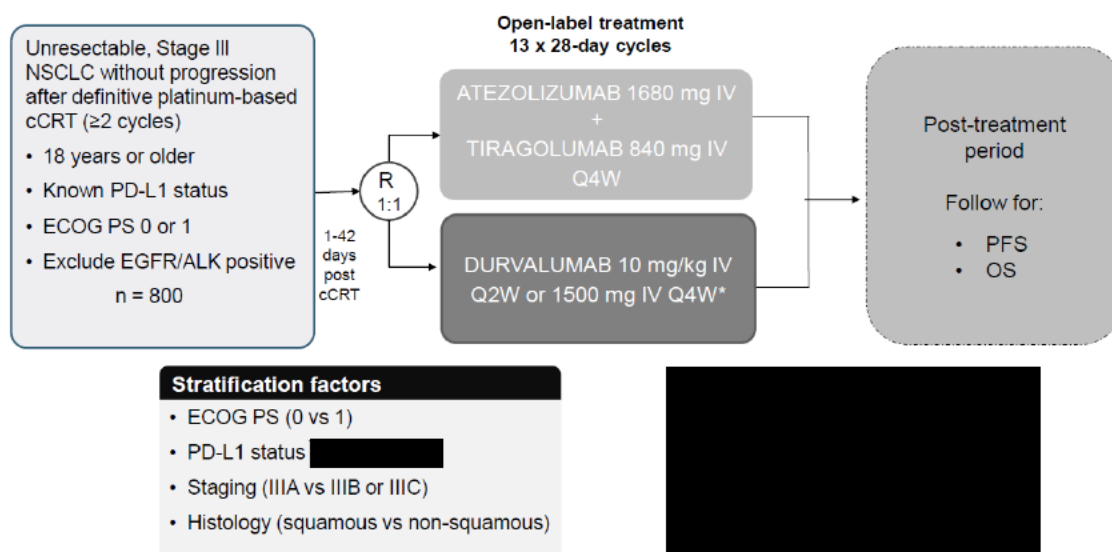 Open-label treatment
13 x 28-day cycles
Unresectable, Stage III
NSCLC without progression
after definitive platinum-based
cCRT (≥2 cycles)
• 18 years or older
• Known PD-L1 status
• ECOG PS 0 or 1
• Exclude EGFR/ALK positive
n = 800
1-42
days
post
cCRT
R
1:1
ATEZOLIZUMAB 1680 mg IV
+
TIRAGOLUMAB 840 mg IV
Q4W
DURVALUMAB 10 mg/kg IV
Q2W or 1500 mg IV Q4W*
Post-treatment
period
Follow for:
• PFS
• OS
Stratification factors
• ECOG PS (0 vs 1)
• PD-L1 status
• Staging (IIIA vs IIIB or IIIC)
• Histology (squamous vs non-squamous)